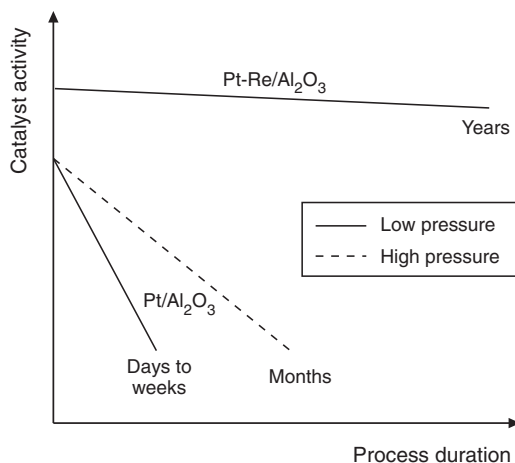 Catalyst activity
Pt-Re/Al₂O₃
Years
Low pressure
High pressure
Pt/Al₂O₃
Days to
weeks
Months
Process duration